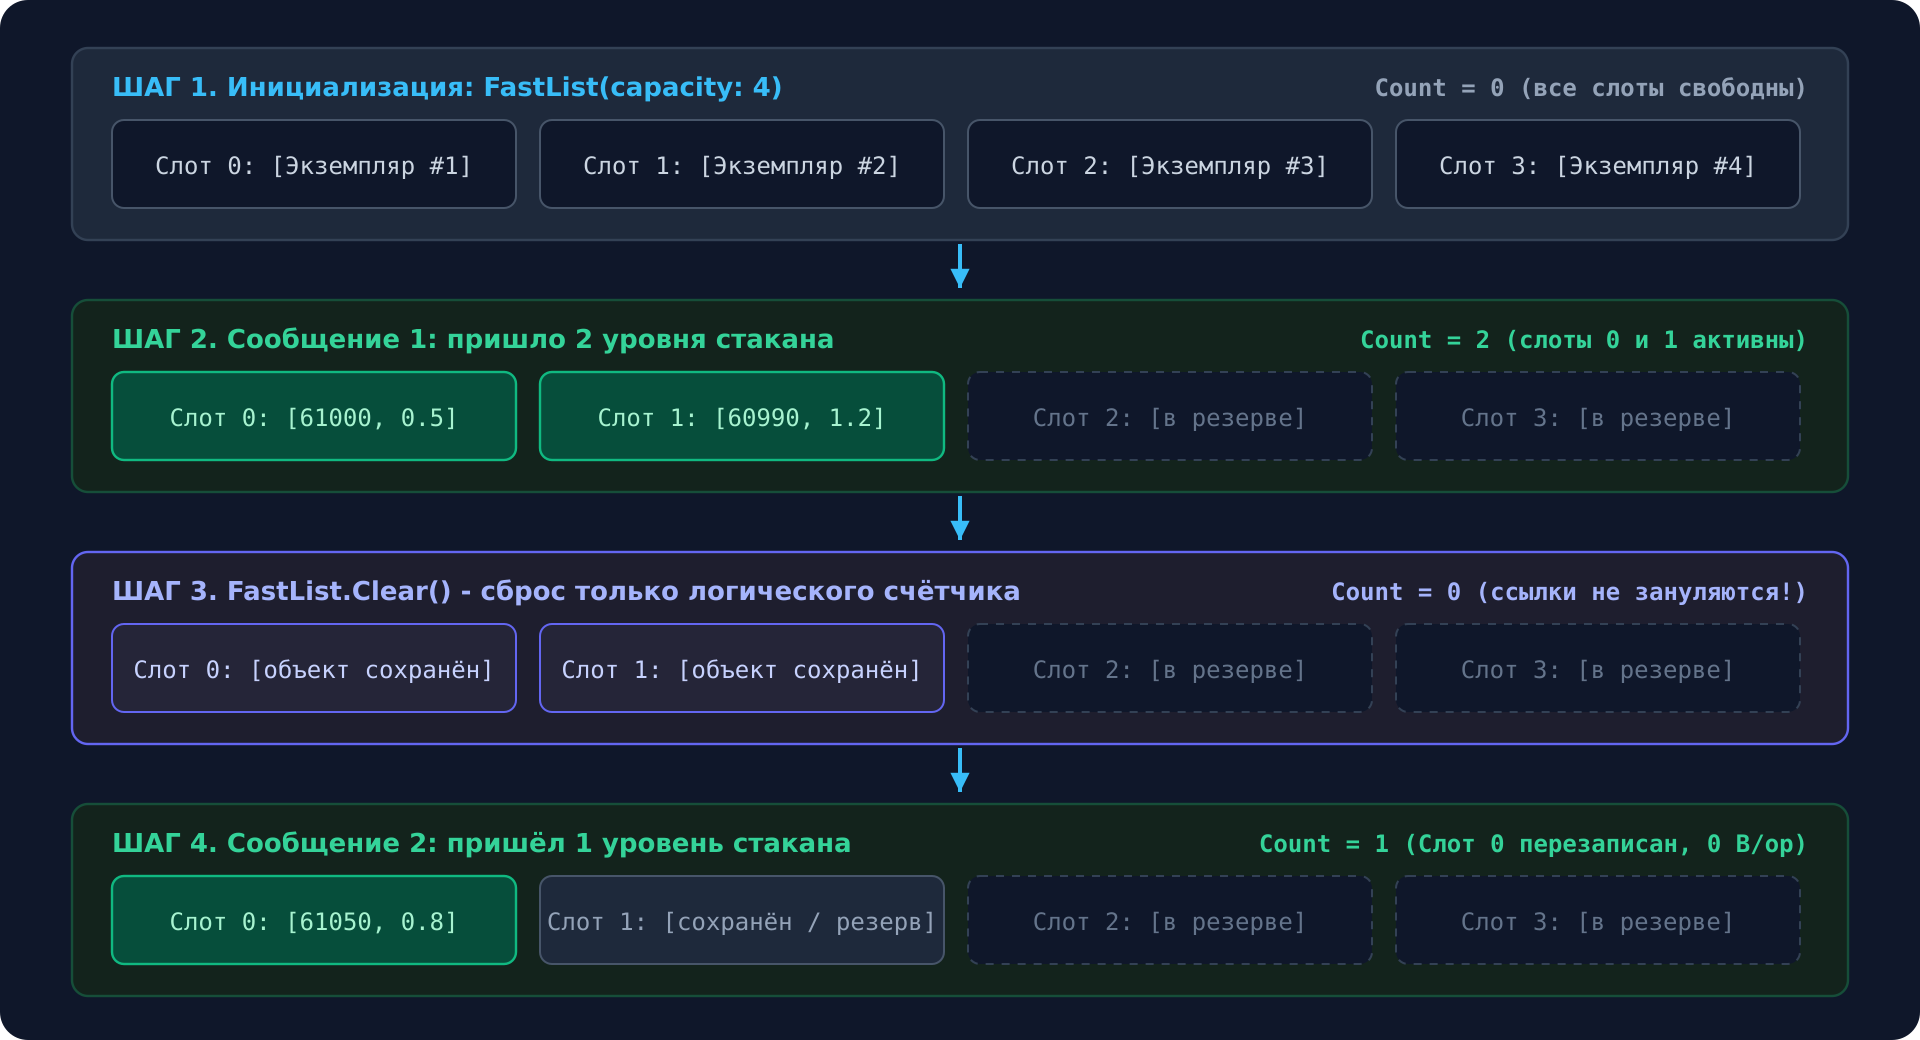 ШАГ 1. Инициализация: FastList(capacity: 4)
Count = 0 (все слоты свободны)
Слот 0: [Экземпляр #1]
Слот 1: [Экземпляр #2]
Слот 2: [Экземпляр #3]
Слот 3: [Экземпляр #4]
ШАГ 2. Сообщение 1: пришло 2 уровня стакана
Count = 2 (слоты 0 и 1 активны)
Слот 0: [61000, 0.5]
Слот 1: [60990, 1.2]
Слот 2: [в резерве]
Слот 3: [в резерве]
ШАГ 3. FastList.Clear() - сброс только логического счётчика
Count = 0 (ссылки не зануляются!)
Слот 0: [объект сохранён]
Слот 1: [объект сохранён]
Слот 2: [в резерве]
Слот 3: [в резерве]
ШАГ 4. Сообщение 2: пришёл 1 уровень стакана
Count = 1 (Слот 0 перезаписан, 0 B/op)
Слот 0: [61050, 0.8]
Слот 1: [сохранён / резерв]
Слот 2: [в резерве]
Слот 3: [в резерве]